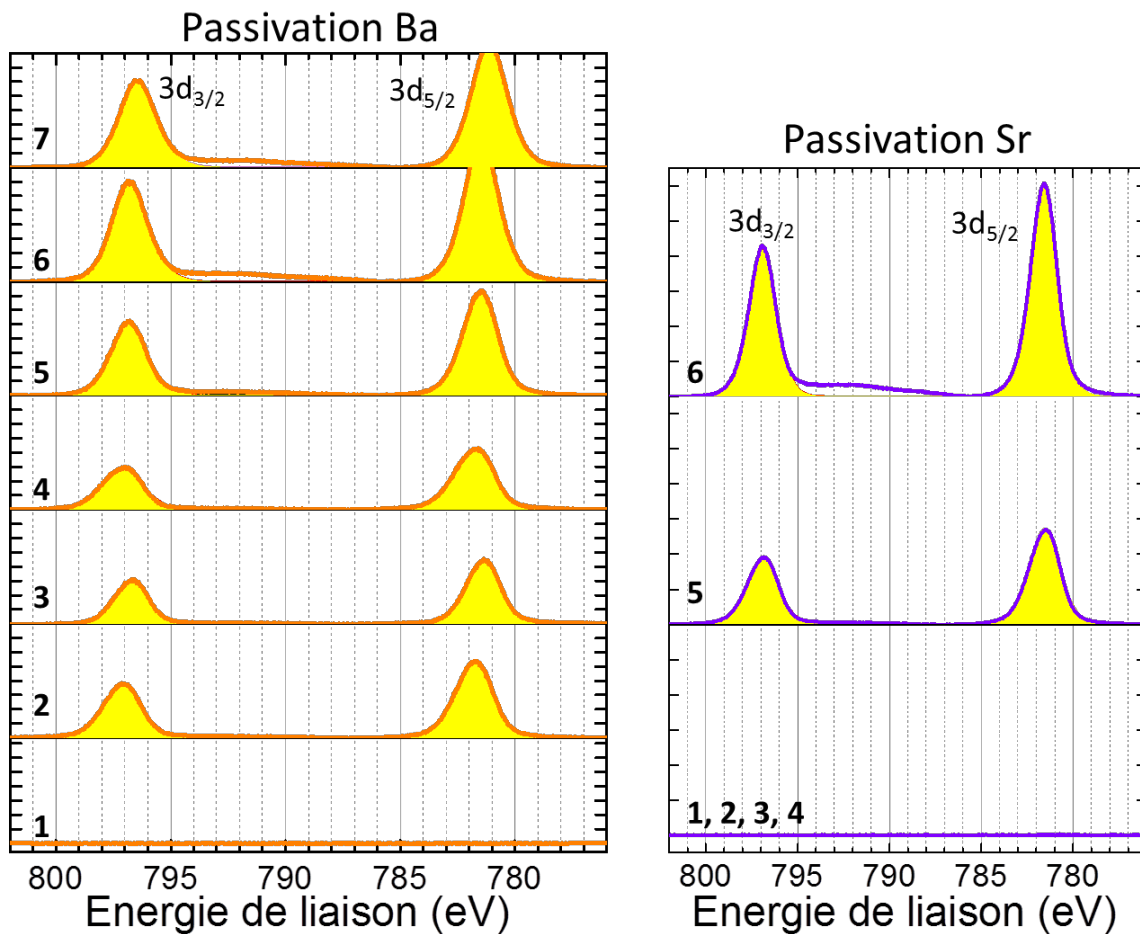 Passivation Ba
3d3/2
3d5/2
7
6
5
4
3
2
1
800 795 790 785 780
Energie de liaison (eV)
Passivation Sr
3d3/2
3d5/2
6
5
1, 2, 3, 4
800 795 790 785 780
Energie de liaison (eV)